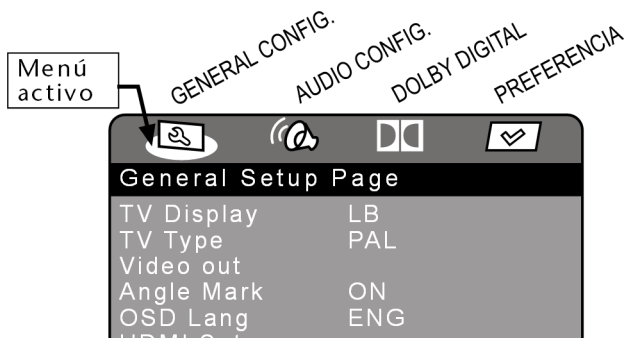 GENERAL CONFIG.
AUDIO CONFIG.
DOLBY DIGITAL
PREFERENCIA
Menú
activo
General Setup Page
TV Display LB
TV Type PAL
Video out
Angle Mark ON
OSD Lang ENG